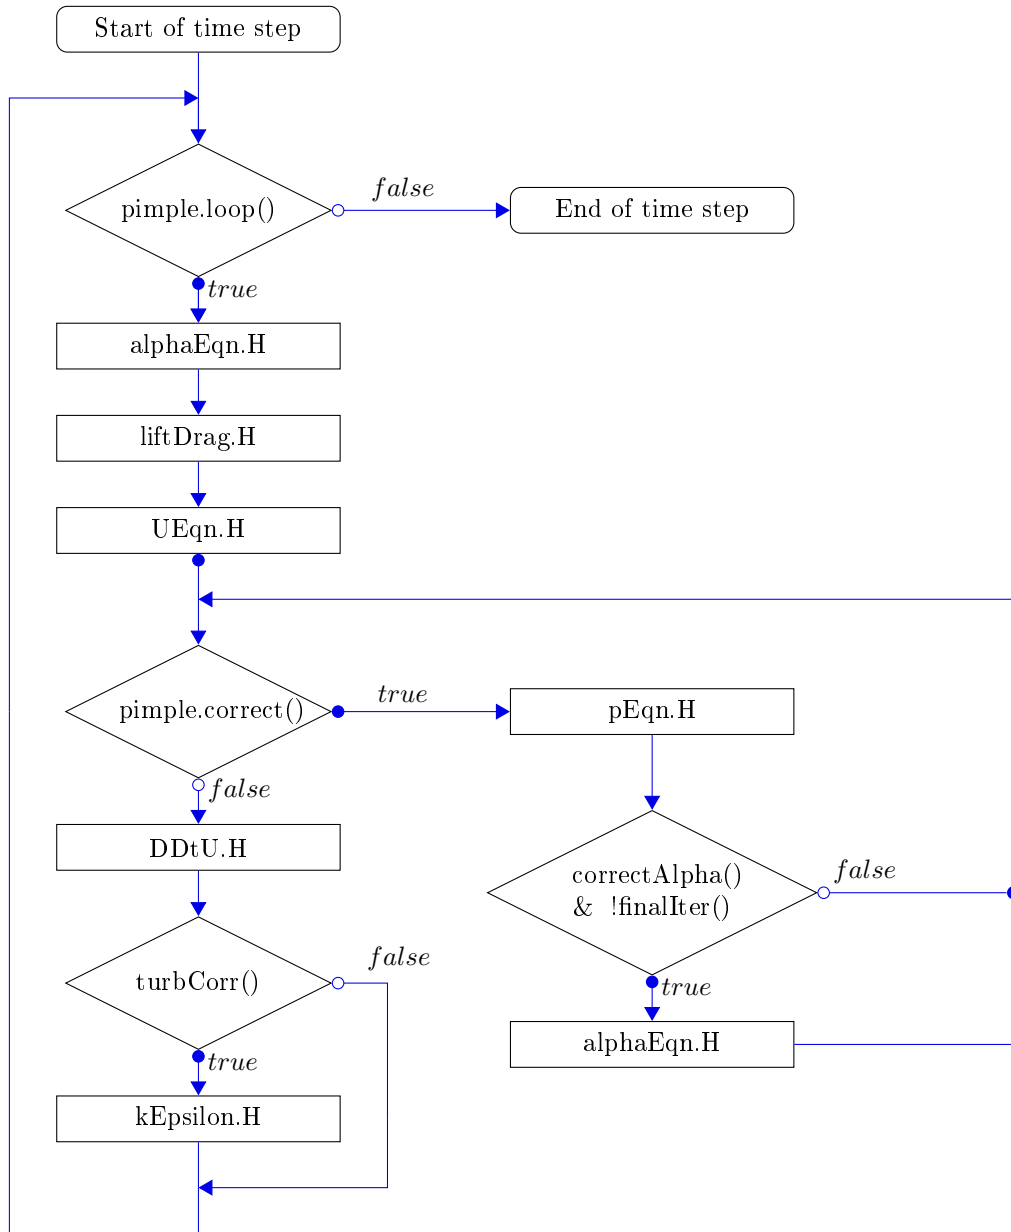 Start of time step
pimple.loop()
false
End of time step
true
alphaEqn.H
liftDrag.H
UEqn.H
pimple.correct()
true
pEqn.H
false
DDtU.H
correctAlpha()
& !finalIter()
false
turbCorr()
false
true
alphaEqn.H
true
kEpsilon.H